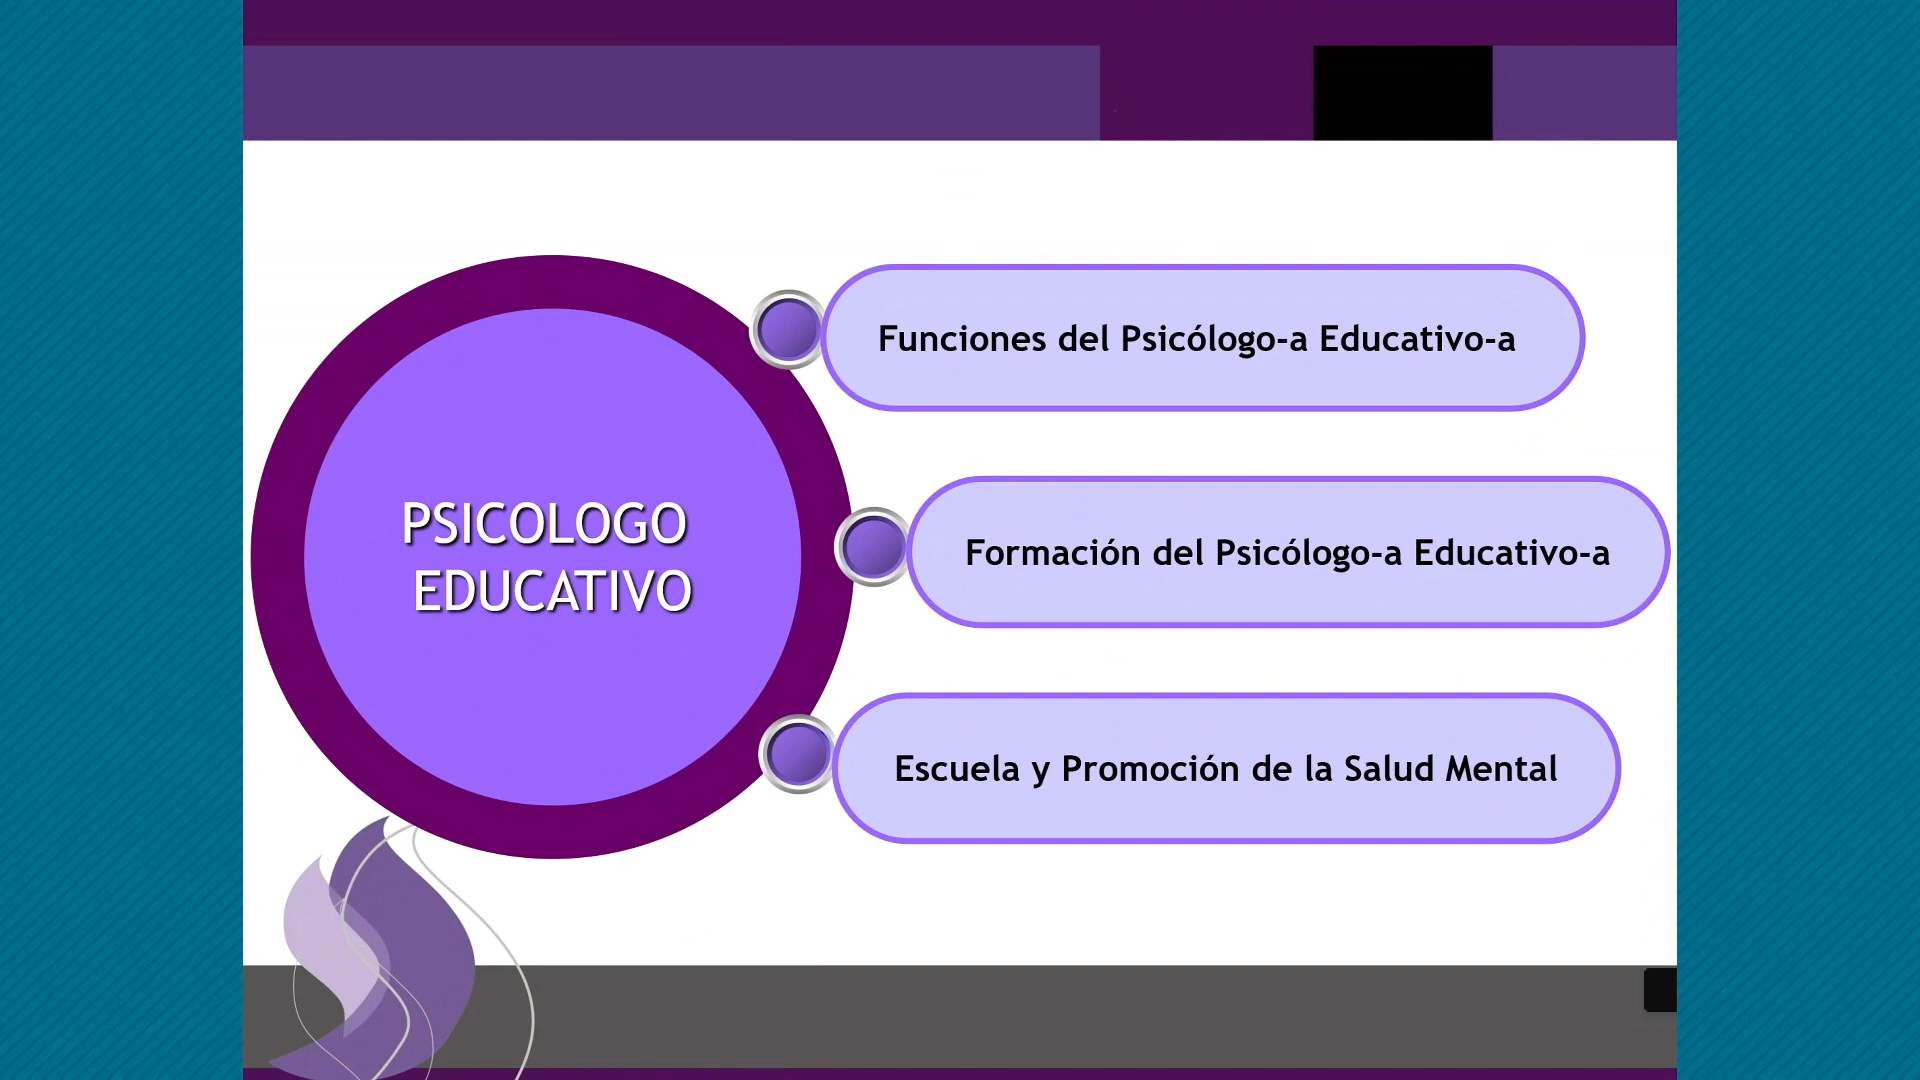 PSICOLOGO
EDUCATIVO
Funciones del Psicólogo-a Educativo-a
Formación del Psicólogo-a Educativo-a
Escuela y Promoción de la Salud Mental